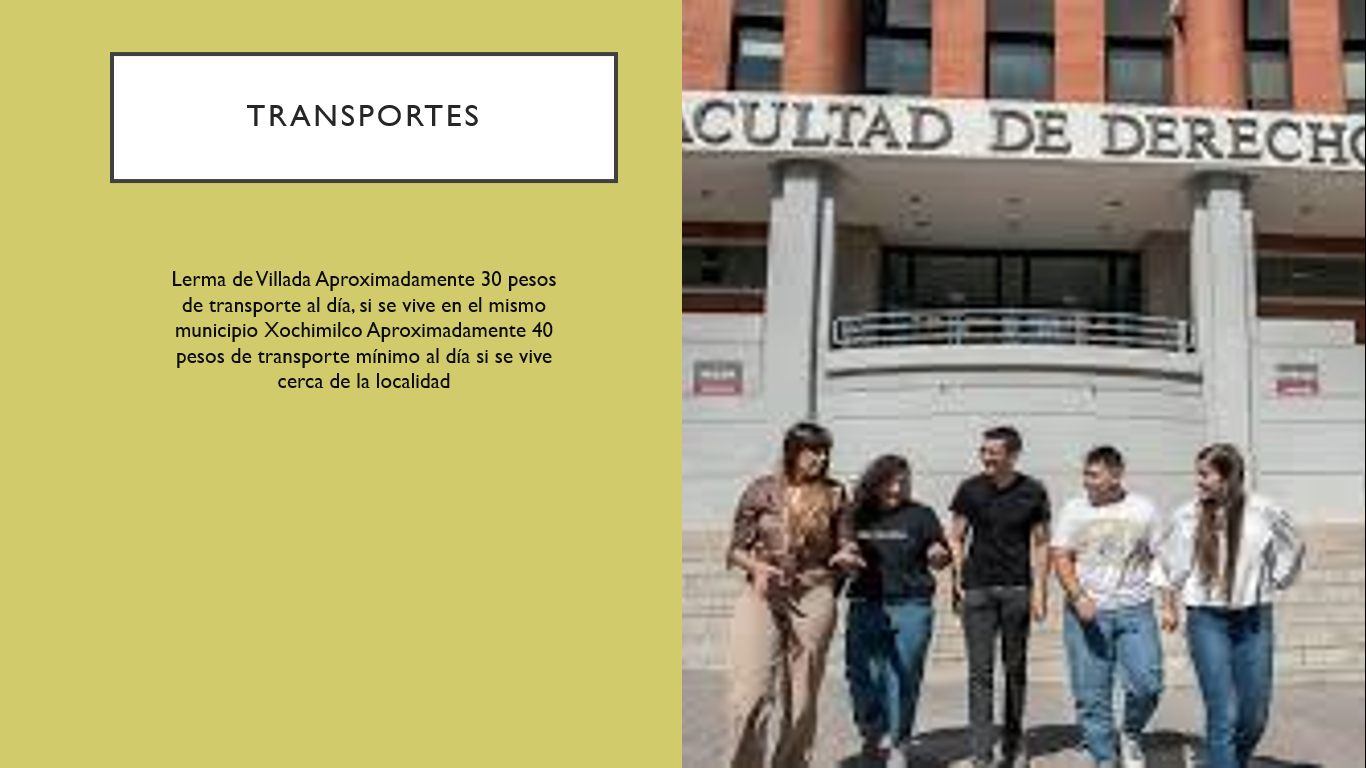 TRANSPORTES
Lerma de Villada Aproximadamente 30 pesos
de transporte al día, si se vive en el mismo
municipio Xochimilco Aproximadamente 40
pesos de transporte mínimo al día si se vive
cerca de la localidad
ACULTAD DE DERECHO